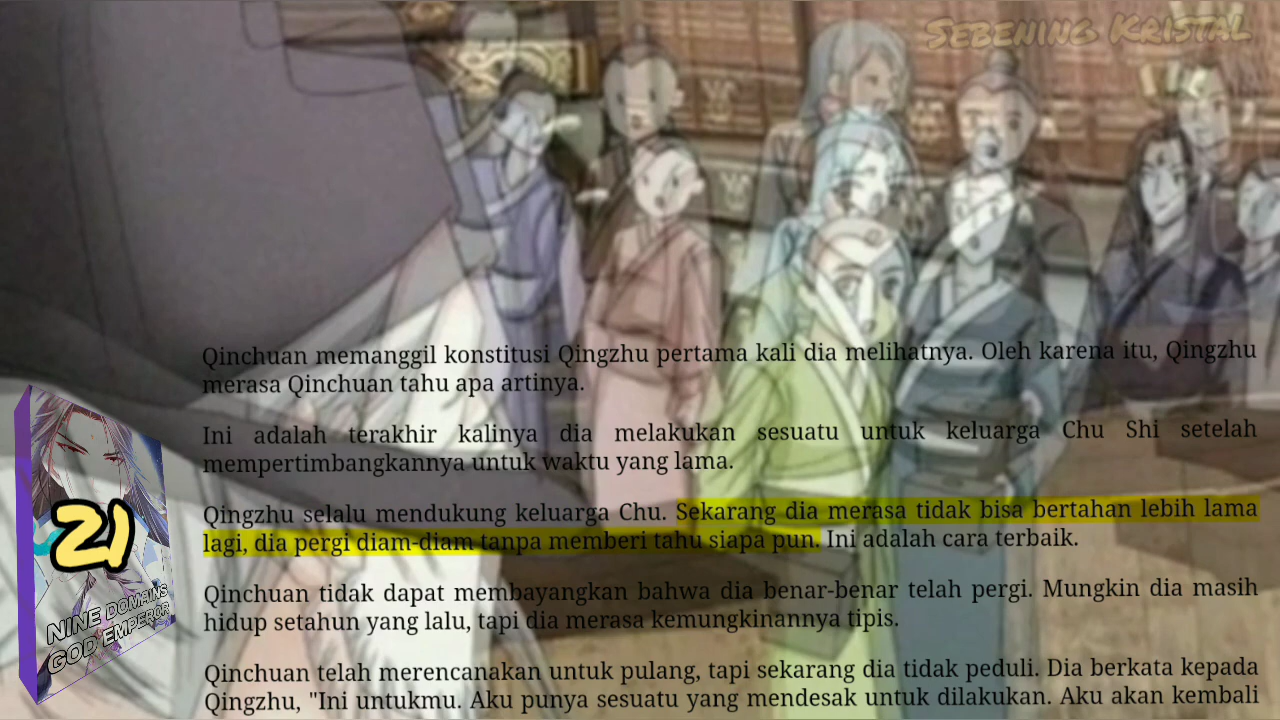 Sebening Kristal
Qinchuan memanggil konstitusi Qingzhu pertama kali dia melihatnya. Oleh karena itu, Qingzhu
merasa Qinchuan tahu apa artinya.
Ini adalah terakhir kalinya dia melakukan sesuatu untuk keluarga Chu Shi setelah
mempertimbangkannya untuk waktu yang lama.
Qingzhu selalu mendukung keluarga Chu. Sekarang dia merasa tidak bisa bertahan lebih lama
lagi, dia pergi diam-diam tanpa memberi tahu siapa pun. Ini adalah cara terbaik.
Qinchuan tidak dapat membayangkan bahwa dia benar-benar telah pergi. Mungkin dia masih
hidup setahun yang lalu, tapi dia merasa kemungkinannya tipis.
Qinchuan telah merencanakan untuk pulang, tapi sekarang dia tidak peduli. Dia berkata kepada
Qingzhu, "Ini untukmu. Aku punya sesuatu yang mendesak untuk dilakukan. Aku akan kembali
21
NINE DOMAINS
GOD EMPEROR